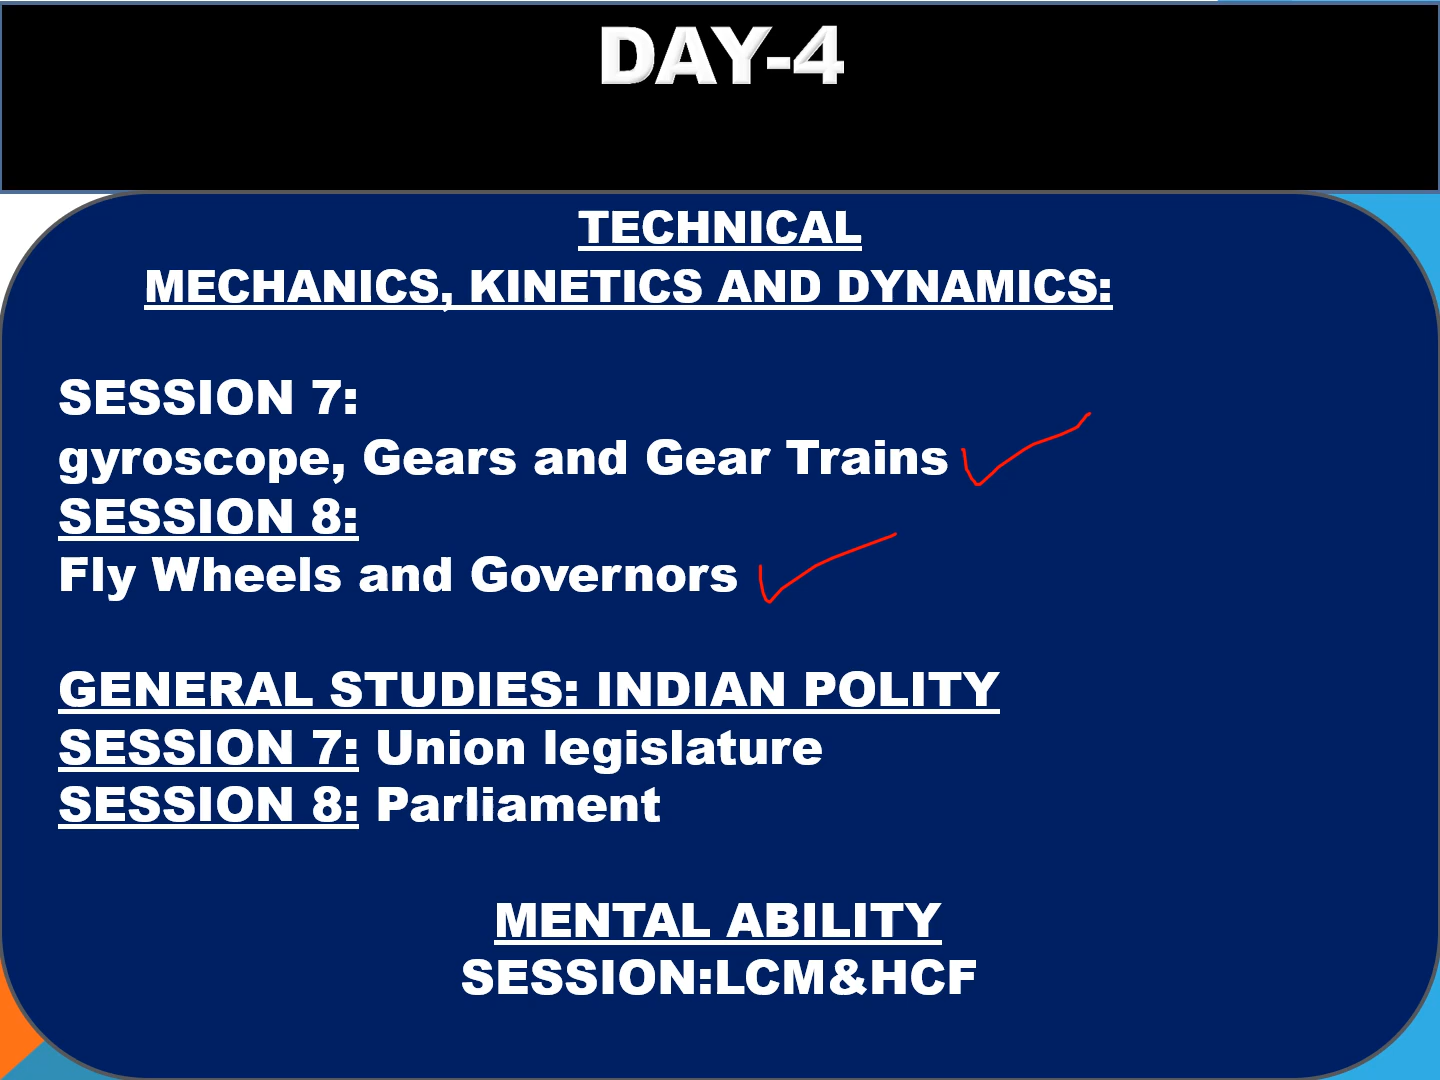 DAY-4
TECHNICAL
MECHANICS, KINETICS AND DYNAMICS:
SESSION 7:
gyroscope, Gears and Gear Trains
SESSION 8:
Fly Wheels and Governors
GENERAL STUDIES: INDIAN POLITY
SESSION 7: Union legislature
SESSION 8: Parliament
MENTAL ABILITY
SESSION:LCM&HCF